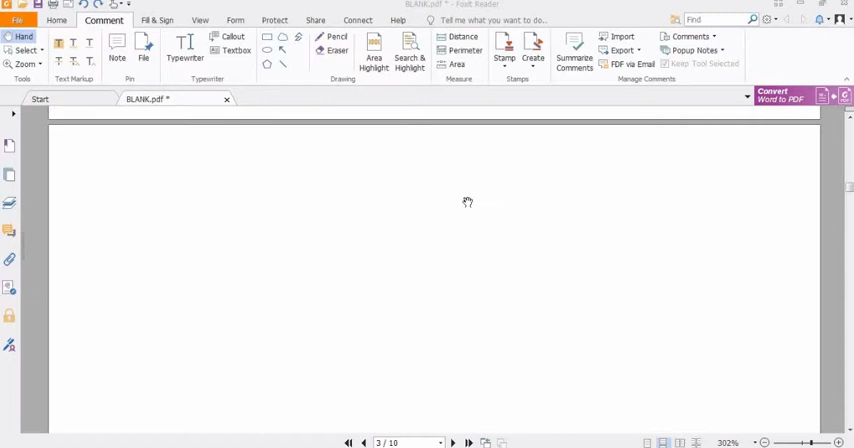 BLANK.pdf * - Foxit Reader
File Home Comment Fill & Sign View Form Protect Share Connect Help Tell me what you want to do... Find
Hand
Select
Zoom
Tools
T T T
T T T
Text Markup
Note File
Pin
Typewriter
Callout
Textbox
Typewriter
Pencil
Eraser
Area Highlight
Search & Highlight
Drawing
Distance
Perimeter
Area
Measure
Stamp Create
Stamps
Summarize Comments
Import
Export
FDF via Email
Comments
Popup Notes
Keep Tool Selected
Manage Comments
Start BLANK.pdf *
Convert
Word to PDF
3 / 10 302%